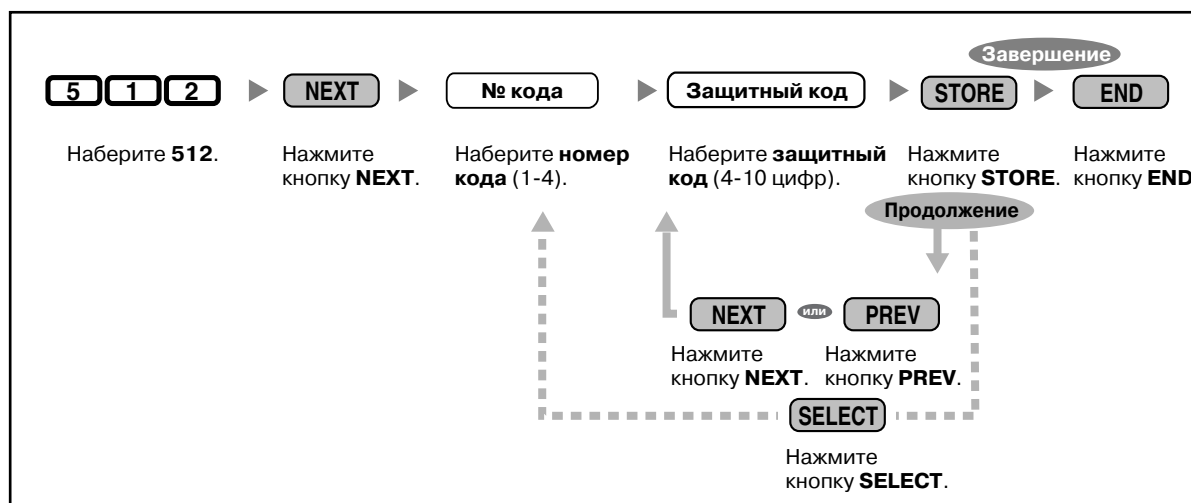 Завершение
5 1 2 NEXT № кода Защитный код STORE END
Наберите 512. Нажмите Наберите номер Наберите защитный Нажмите Нажмите
кнопку NEXT. кода (1-4). код (4-10 цифр). кнопку STORE. кнопку END
Продолжение
NEXT или PREV
Нажмите Нажмите
кнопку NEXT. кнопку PREV.
SELECT
Нажмите
кнопку SELECT.